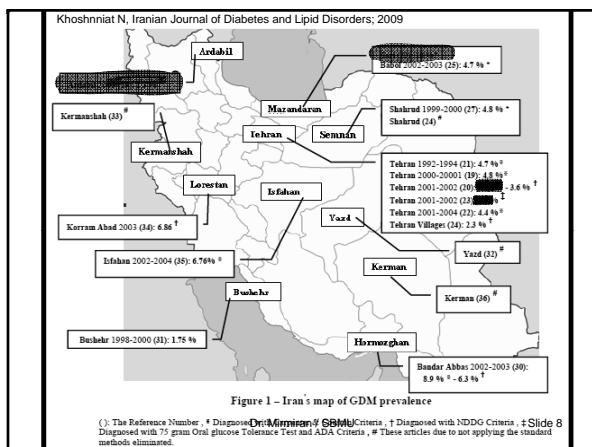 Khoshnniat N, Iranian Journal of Diabetes and Lipid Disorders; 2009
Ardabil
Babol 2002-2003 (25): 4.7 % *
Kermanshah (33) #
Mazandaran
Shahrud 1999-2000 (27): 4.8 % *
Shahrud (24) #
Tehran
Semnan
Kermanshah
Tehran 1992-1994 (21): 4.7 % *
Tehran 2000-20001 (19): 4.8 % *
Tehran 2001-2002 (20): - 3.6 % †
Tehran 2001-2002 (23) % ‡
Tehran 2001-2004 (22): 4.4 % *
Tehran Villages (24): 2.3 % †
Lorestan
Isfahan
Korram Abad 2003 (34): 6.86 †
Yazd
Yazd (32) #
Isfahan 2002-2004 (35): 6.76% *
Kerman
Kerman (36) #
Bushehr
Bushehr 1998-2000 (31): 1.75 %
Hormozghan
Bandar Abbas 2002-2003 (30):
8.9 % * - 6.3 % †
Figure 1 – Iran's map of GDM prevalence
( ): The Reference Number , * Diagnosed Dr. Mirmiran, SBMU Criteria , † Diagnosed with NDDG Criteria , ‡ Slide 8
Diagnosed with 75 gram Oral glucose Tolerance Test and ADA Criteria , # These articles due to not applying the standard
methods eliminated.